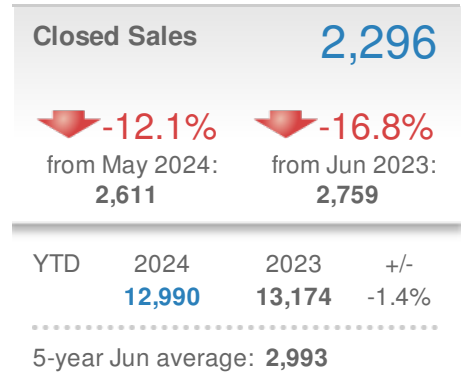 Closed Sales 2,296
-12.1% -16.8%
from May 2024: from Jun 2023:
2,611 2,759
YTD 2024 2023 +/-
12,990 13,174 -1.4%
5-year Jun average: 2,993